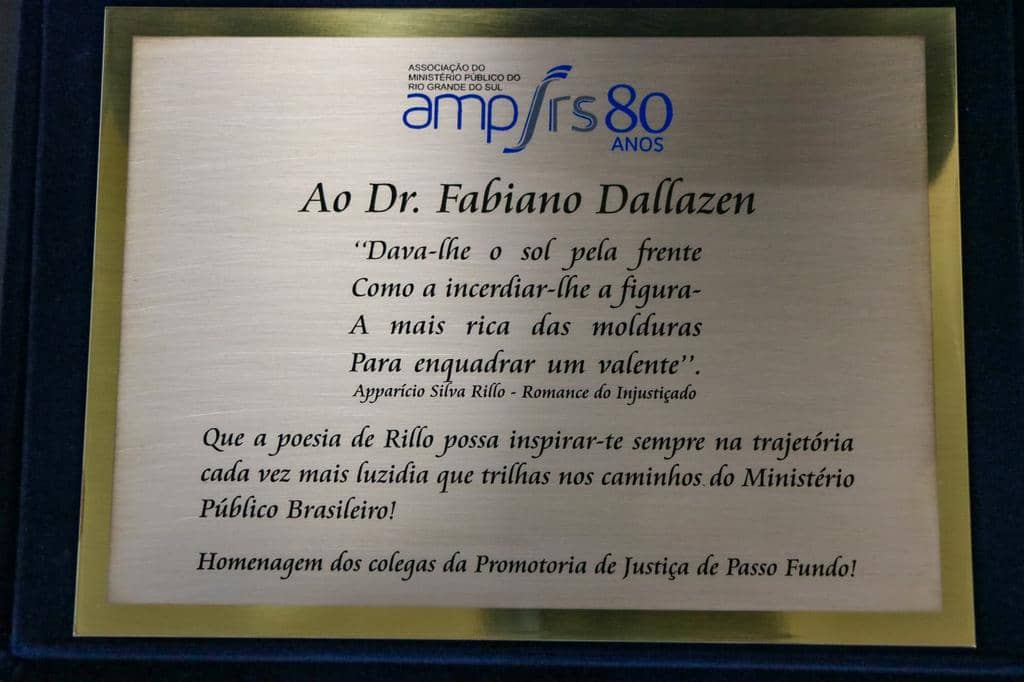 ASSOCIAÇÃO DO
MINISTÉRIO PÚBLICO DO
RIO GRANDE DO SUL
amprs 80
ANOS
Ao Dr. Fabiano Dallazen
“Dava-lhe o sol pela frente
Como a incerdiar-lhe a figura-
A mais rica das molduras
Para enquadrar um valente”.
Apparício Silva Rillo - Romance do Injustiçado
Que a poesia de Rillo possa inspirar-te sempre na trajetória
cada vez mais luzidia que trilhas nos caminhos do Ministério
Público Brasileiro!
Homenagem dos colegas da Promotoria de Justiça de Passo Fundo!